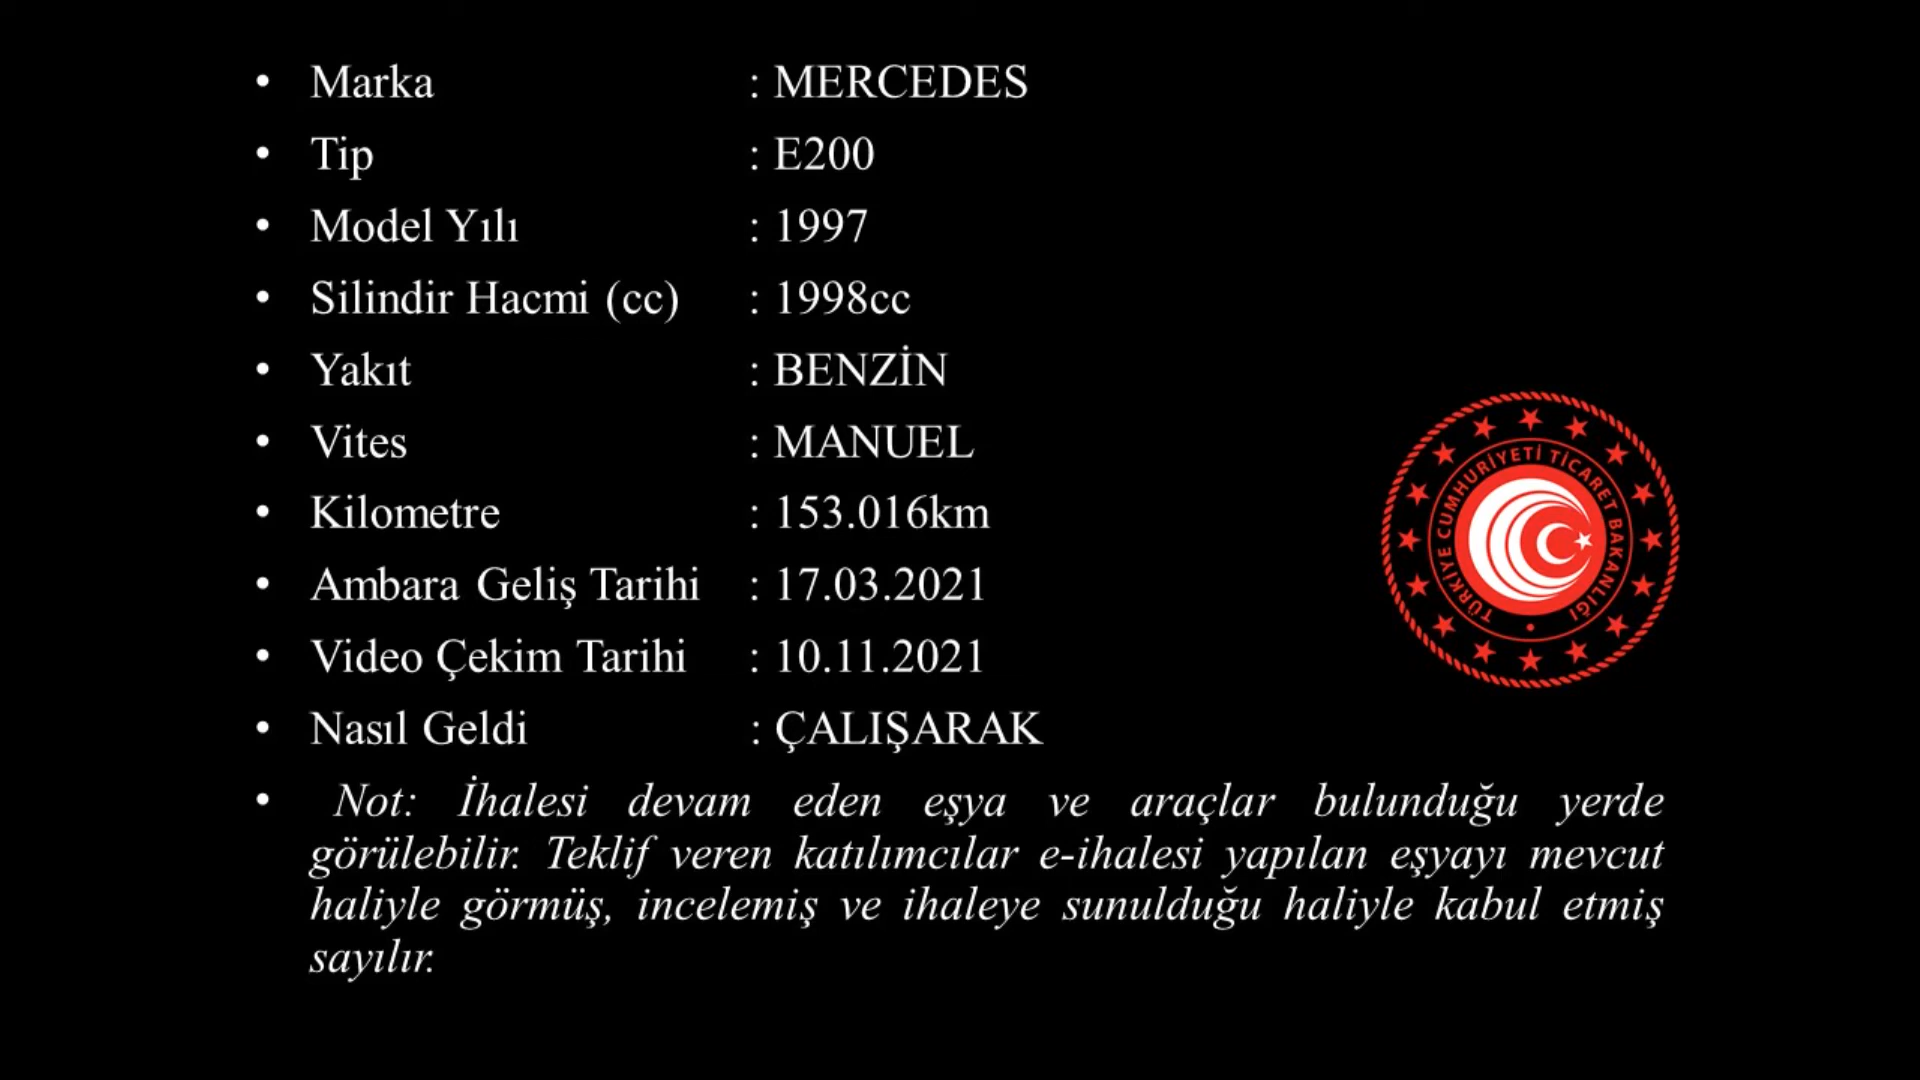 • Marka : MERCEDES
• Tip : E200
• Model Yılı : 1997
• Silindir Hacmi (cc) : 1998cc
• Yakıt : BENZİN
• Vites : MANUEL
• Kilometre : 153.016km
• Ambara Geliş Tarihi : 17.03.2021
• Video Çekim Tarihi : 10.11.2021
• Nasıl Geldi : ÇALIŞARAK
• Not: İhalesi devam eden eşya ve araçlar bulunduğu yerde
görülebilir. Teklif veren katılımcılar e-ihalesi yapılan eşyayı mevcut
haliyle görmüş, incelemiş ve ihaleye sunulduğu haliyle kabul etmiş
sayılır.
TÜRKİYE CUMHURİYETİ TİCARET BAKANLIĞI